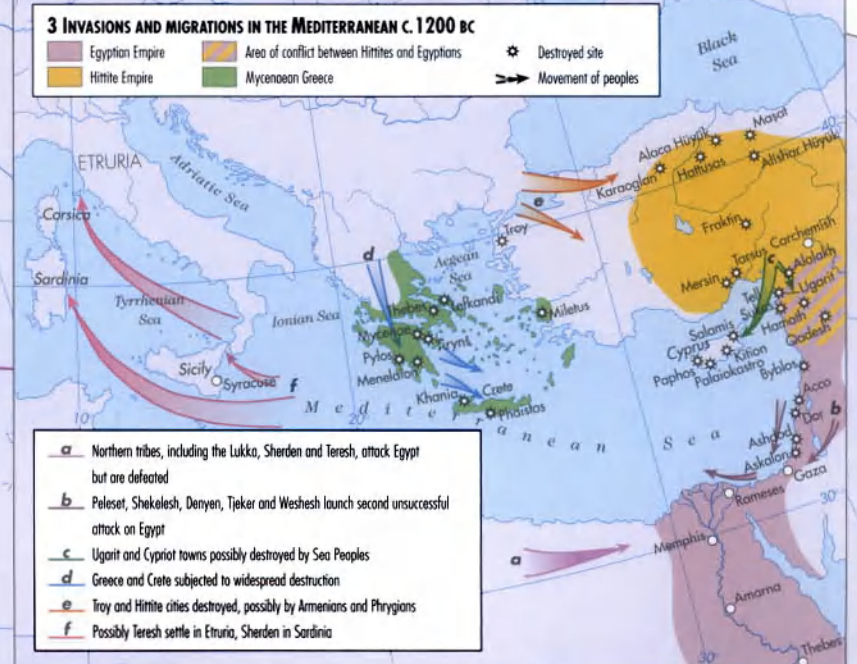 3 INVASIONS AND MIGRATIONS IN THE MEDITERRANEAN C. 1200 BC
Egyptian Empire
Area of conflict between Hittites and Egyptians
Destroyed site
Hittite Empire
Mycenaean Greece
Movement of peoples
Black
Sea
ETRURIA
Adriatic Sea
Corsica
Sardinia
Tyrrhenian
Sea
Ionian Sea
Sicily
Syracuse
f
10
20
Mediterranean Sea
d
Aegean
Sea
Troy
e
Thebes
Lefkandi
Miletus
Mycenae
Tiryns
Pylos
Menelaion
Khania
Crete
Phaistos
Maşat
40
Alaca Hüyük
Alishar Hüyük
Hattusas
Karaoglan
Fraktin
Carchemish
Tarsus
c
Alalakh
Mersin
Tell
Ugarit
Hamath
Salamis
Qadesh
Cyprus
Kition
Paphos
Palaiokastro
Byblos
Acco
b
Dor
Ashdod
Askalon
Gaza
Rameses
30
Memphis
a
Amarna
Thebes
30
a Northern tribes, including the Lukka, Sherden and Teresh, attack Egypt
but are defeated
b Peleset, Shekelesh, Denyen, Tjeker and Weshesh launch second unsuccessful
attack on Egypt
c Ugarit and Cypriot towns possibly destroyed by Sea Peoples
d Greece and Crete subjected to widespread destruction
e Troy and Hittite cities destroyed, possibly by Armenians and Phrygians
f Possibly Teresh settle in Etruria, Sherden in Sardinia